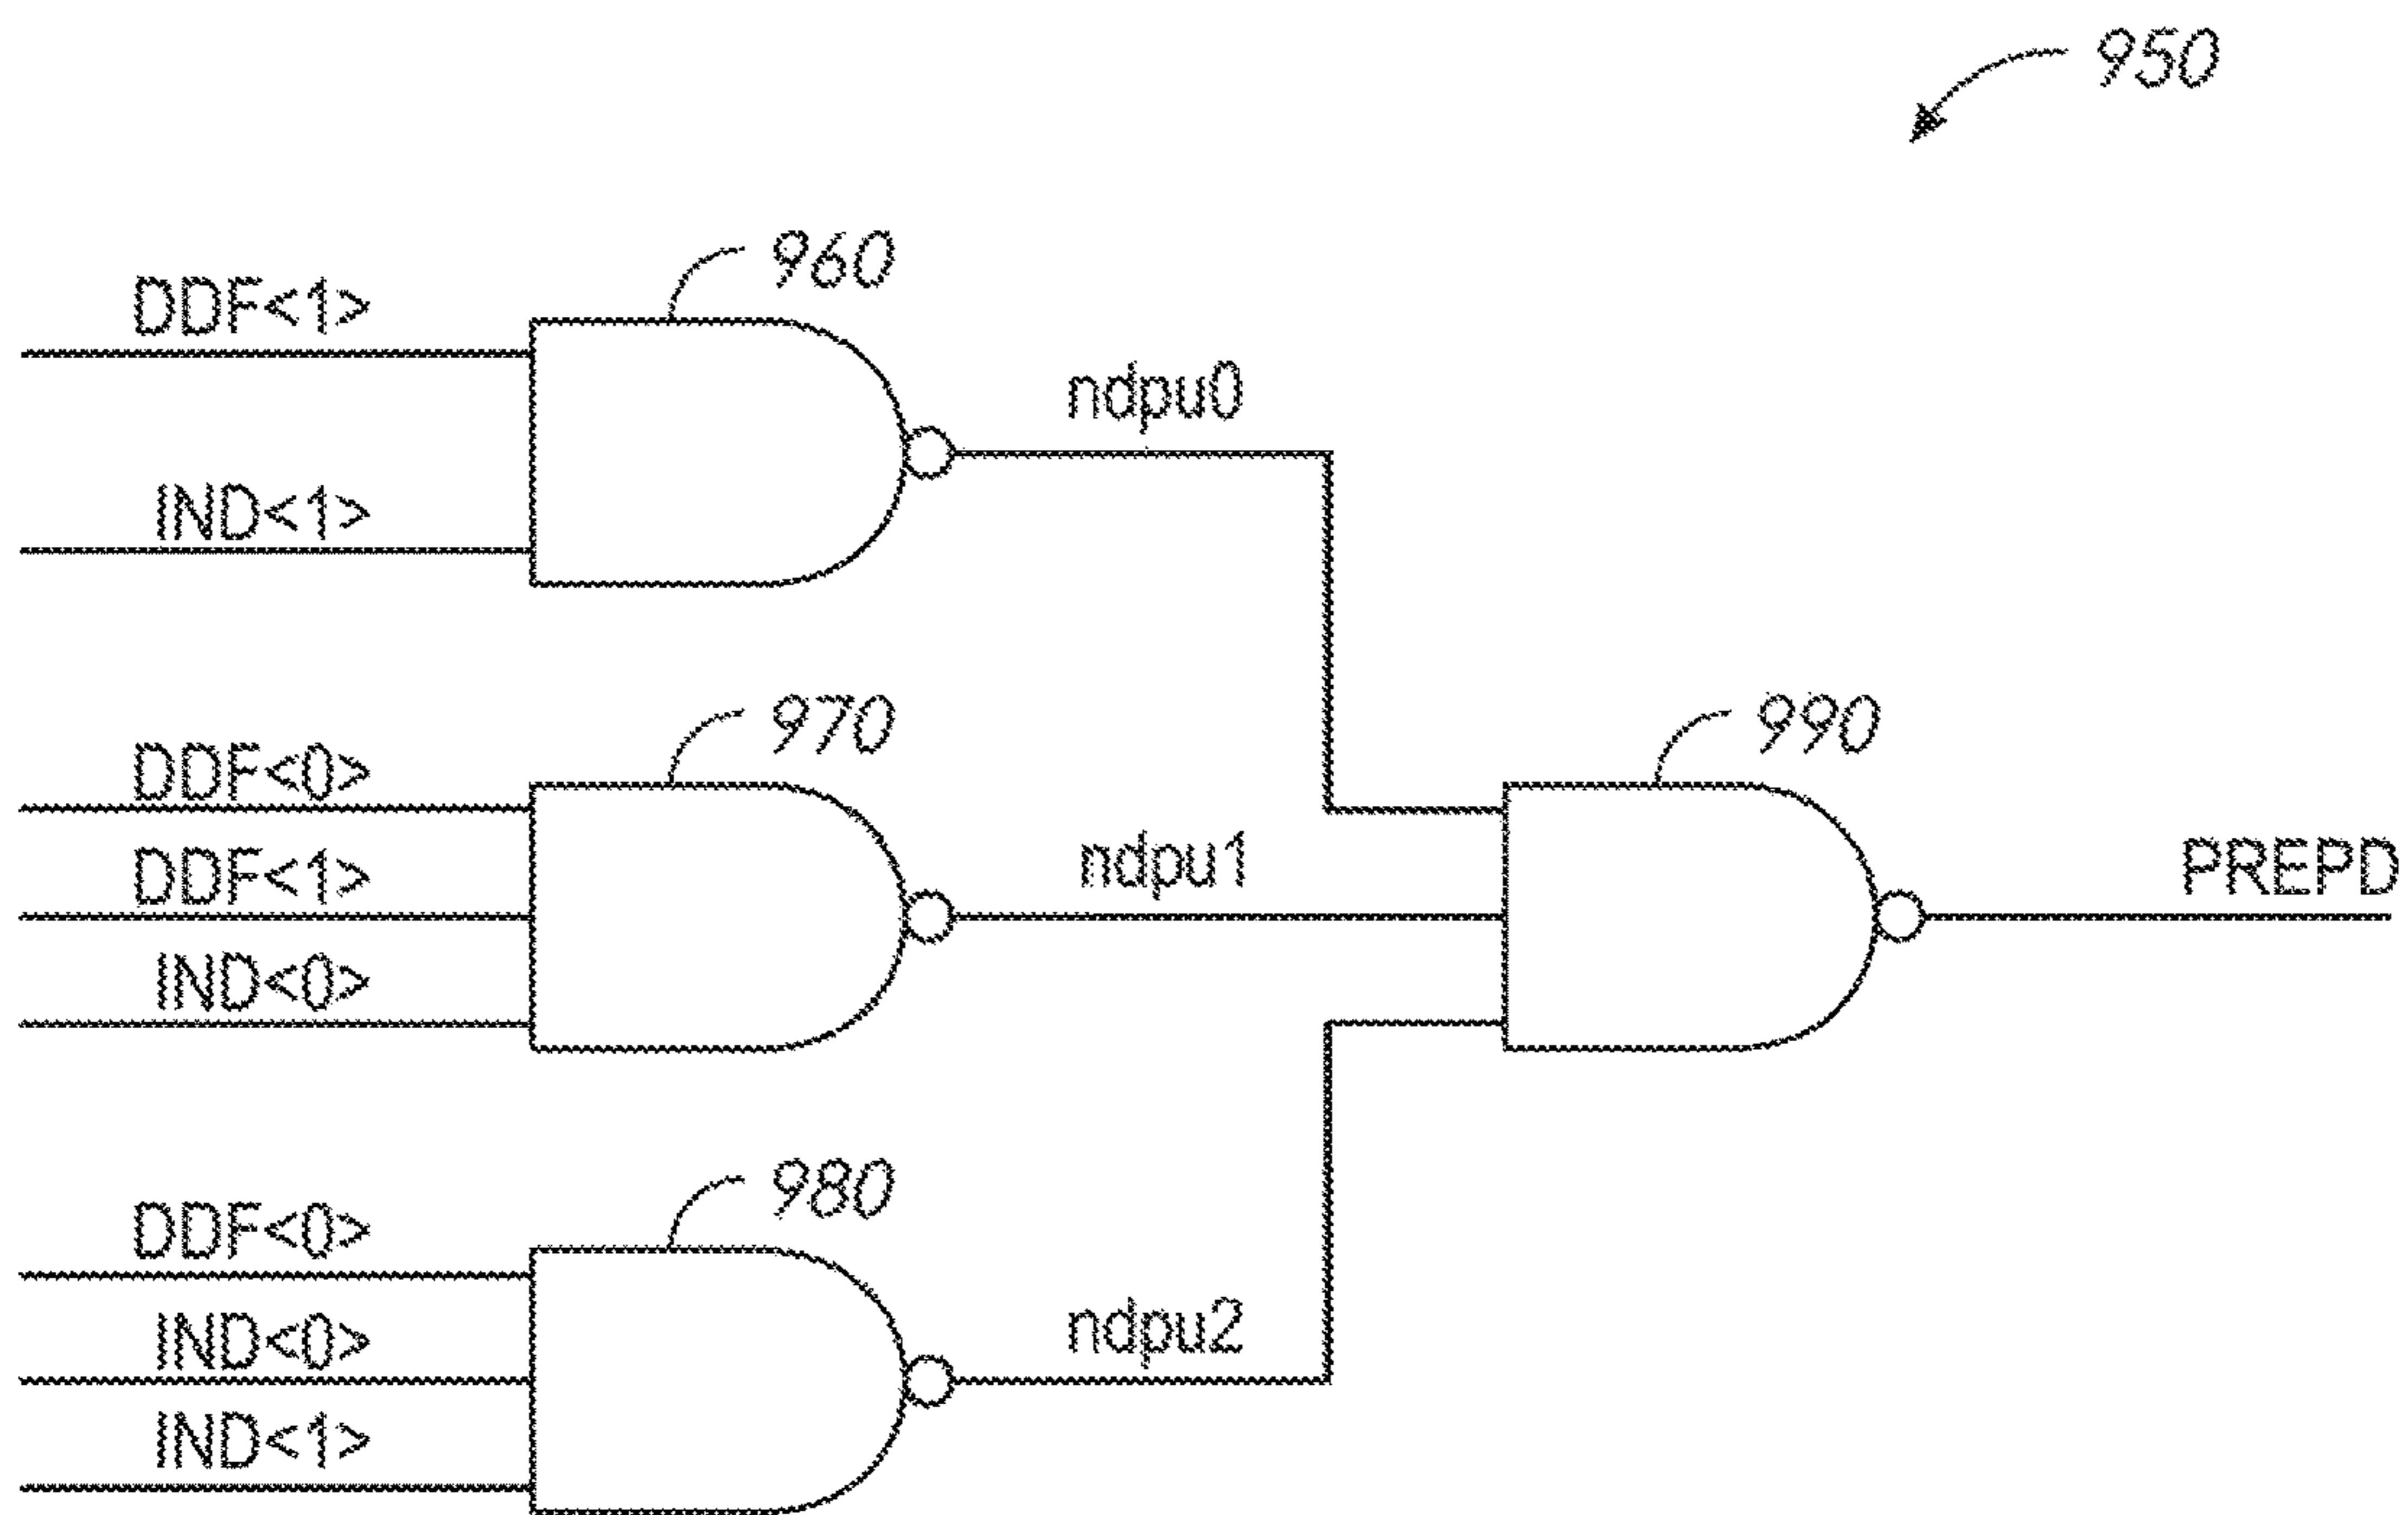 950
960
DDF<1>
ndpu0
IND<1>
970
990
DDF<0>
ndpu1
PREPD
DDF<1>
IND<0>
980
DDF<0>
IND<0>
ndpu2
IND<1>